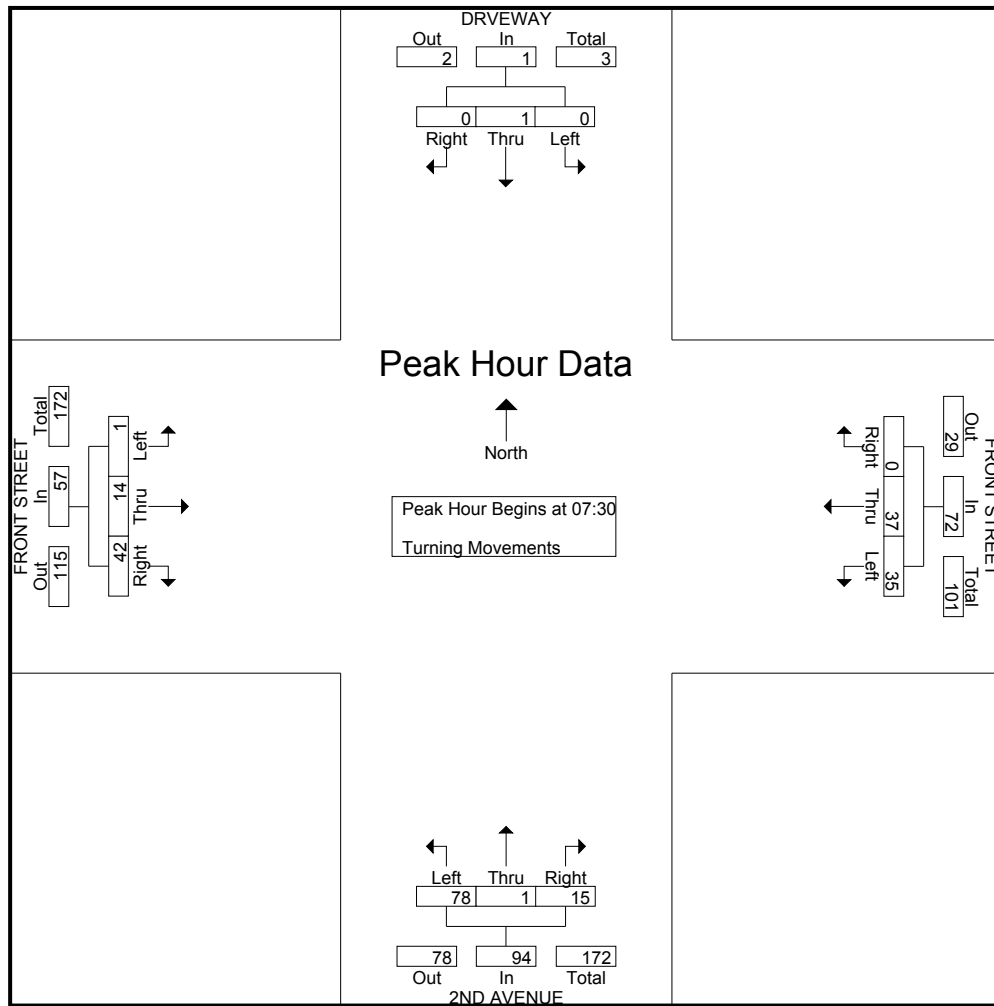 DRVEWAY
Out In Total
2 1 3
0 1 0
Right Thru Left
Peak Hour Data
North
Peak Hour Begins at 07:30
Turning Movements
FRONT STREET
Out In Total
115 57 172
Left Thru Right
1 14 42
FRONT STREET
Out In Total
29 72 101
Right Thru Left
0 37 35
Left Thru Right
78 1 15
78 94 172
Out In Total
2ND AVENUE